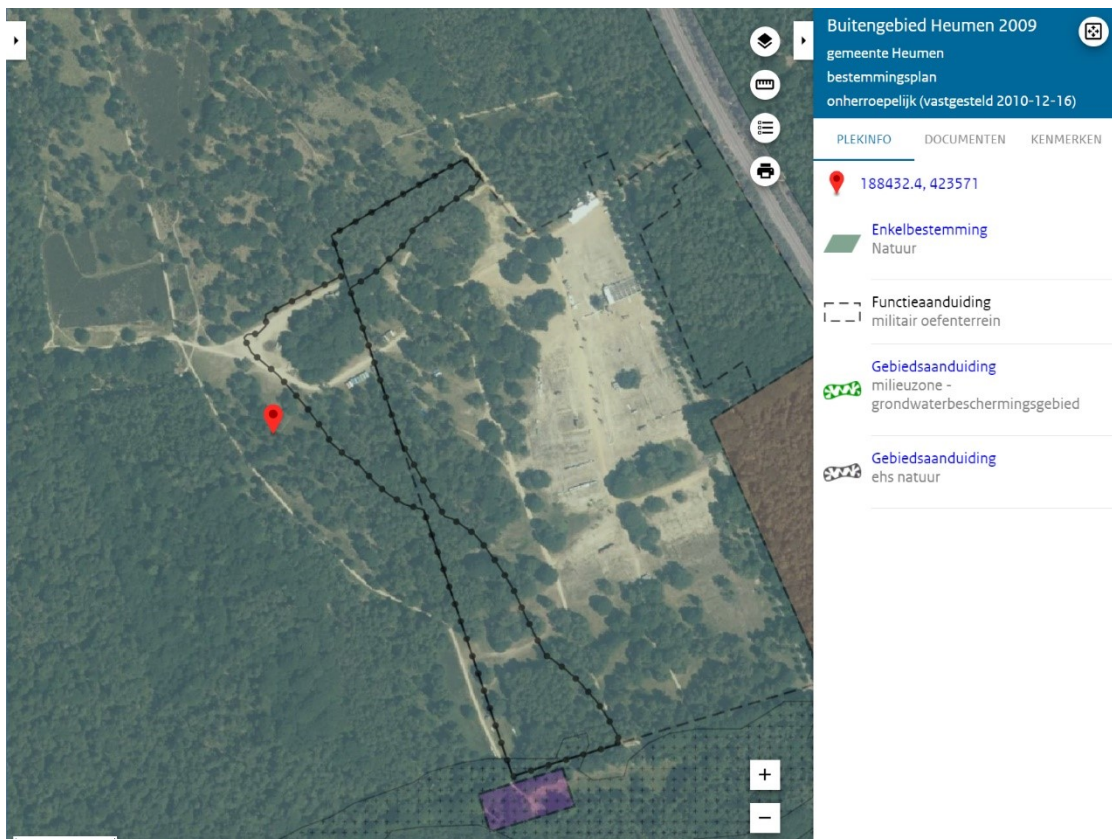 Buitengebied Heumen 2009
gemeente Heumen
bestemmingsplan
onherroepelijk (vastgesteld 2010-12-16)
PLEKINFO DOCUMENTEN KENMERKEN
188432.4, 423571
Enkelbestemming
Natuur
Functieaanduiding
militair oefenterrein
Gebiedsaanduiding
milieuzone -
grondwaterbeschermingsgebied
Gebiedsaanduiding
ehs natuur
+
−